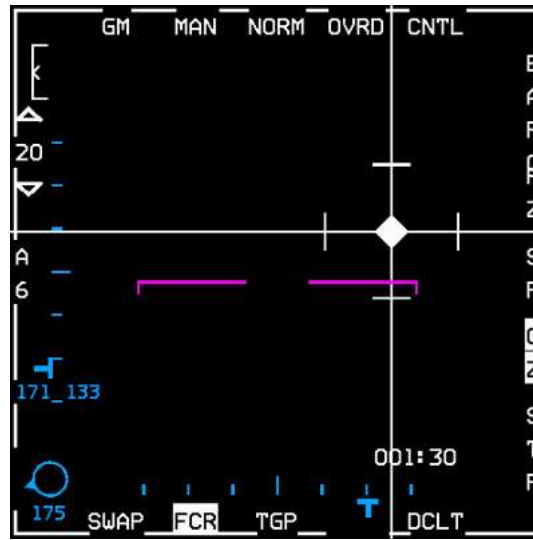 GM MAN NORM OVRD CNTL
20
A
6
171_133
001:30
175
SWAP FCR TGP DCLT